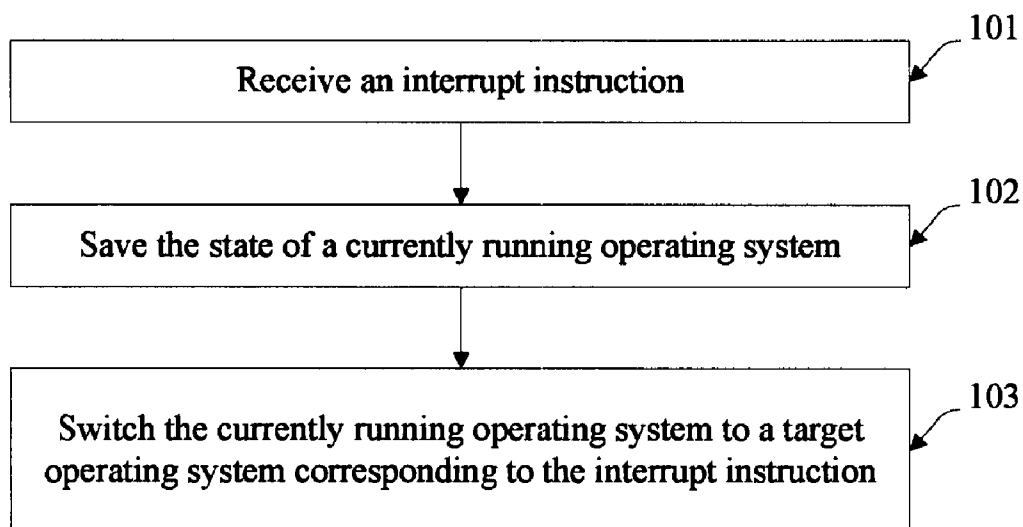 101
Receive an interrupt instruction
102
Save the state of a currently running operating system
103
Switch the currently running operating system to a target
operating system corresponding to the interrupt instruction